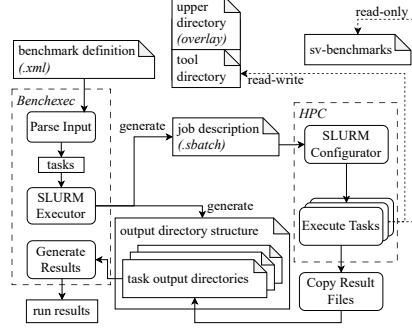 upper
directory
(overlay)
tool
directory
read-only
sv-benchmarks
read-write
benchmark definition
(.xml)
Benchexec
Parse Input
tasks
SLURM
Executor
Generate
Results
run results
generate
job description
(.sbatch)
generate
output directory structure
task output directories
HPC
SLURM
Configurator
Execute Tasks
Copy Result
Files